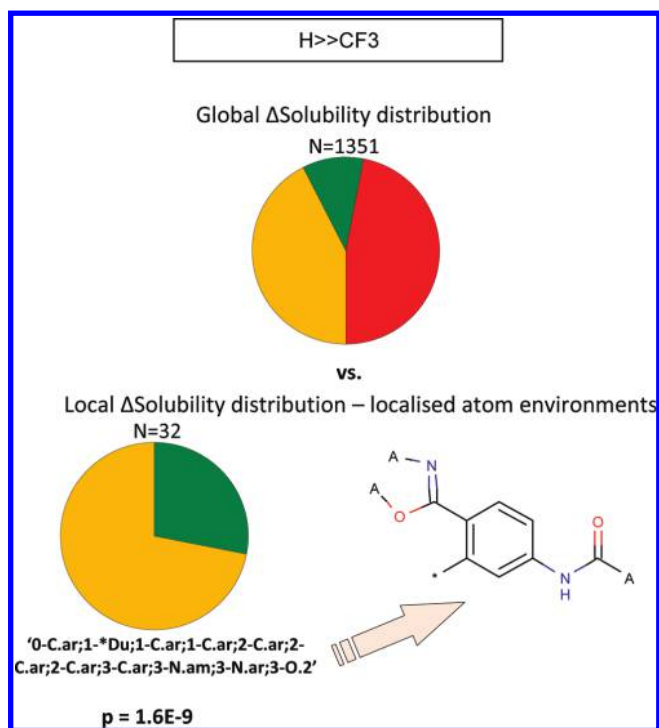 H>>CF3
Global ΔSolubility distribution
N=1351
vs.
Local ΔSolubility distribution – localised atom environments
N=32
A
N
A
O
O
*
N
H
A
‘0-C.ar;1-*Du;1-C.ar;1-C.ar;2-C.ar;2-
C.ar;2-C.ar;3-C.ar;3-N.am;3-N.ar;3-O.2’
p = 1.6E-9